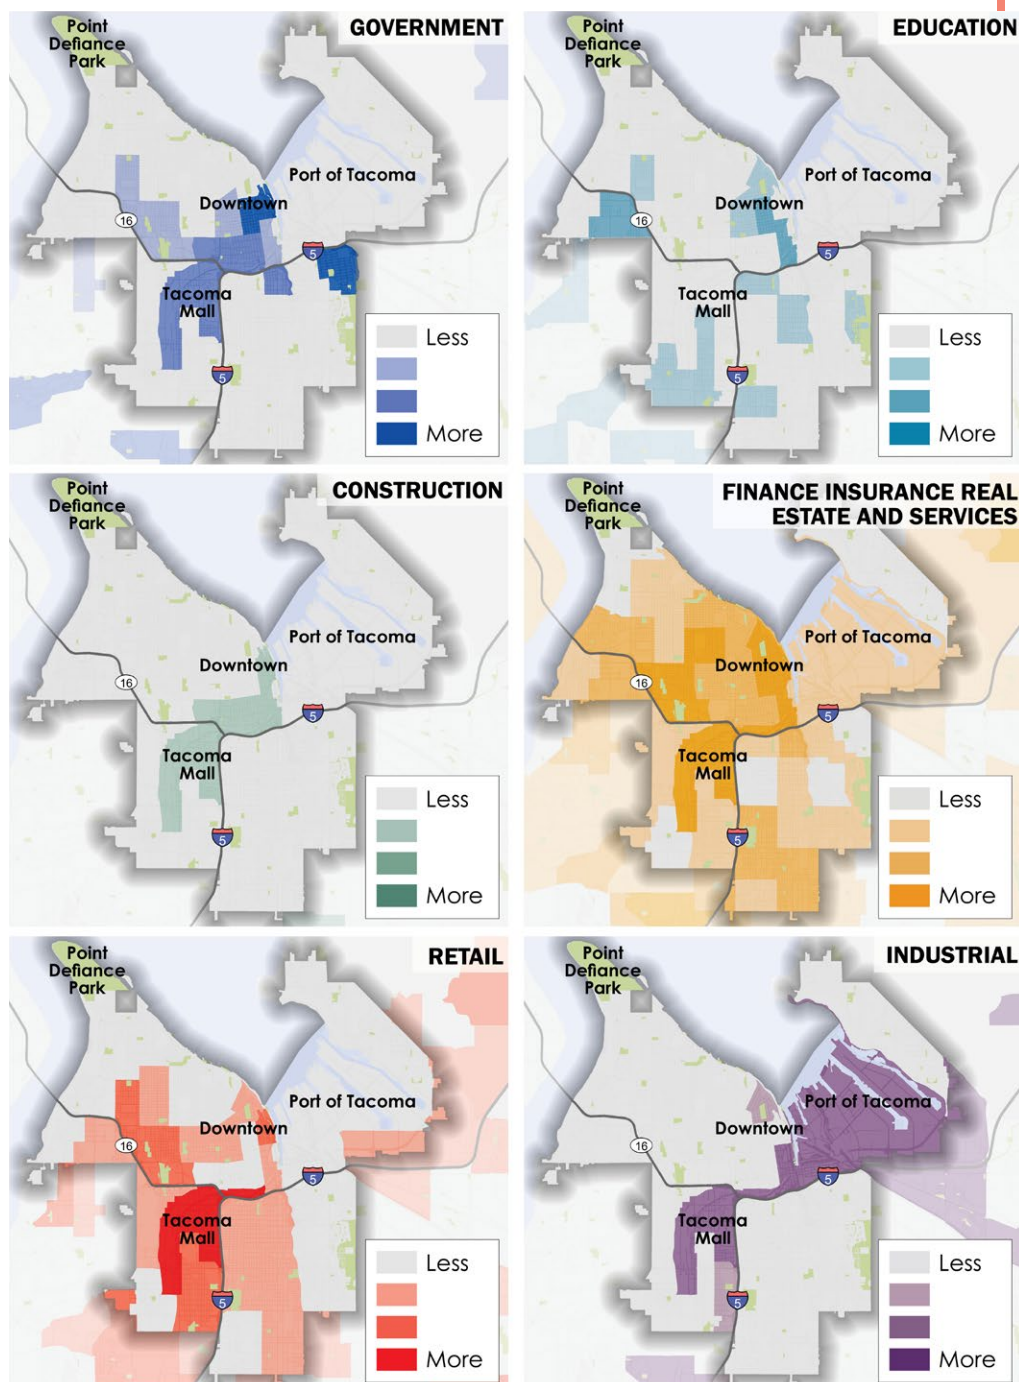 GOVERNMENT
Point
Defiance
Park
Port of Tacoma
Downtown
16
5
Tacoma
Mall
5
Less
More
EDUCATION
Point
Defiance
Park
Port of Tacoma
Downtown
16
5
Tacoma
Mall
5
Less
More
CONSTRUCTION
Point
Defiance
Park
Port of Tacoma
Downtown
16
5
Tacoma
Mall
5
Less
More
FINANCE INSURANCE REAL
ESTATE AND SERVICES
Point
Defiance
Park
Port of Tacoma
Downtown
16
5
Tacoma
Mall
5
Less
More
RETAIL
Point
Defiance
Park
Port of Tacoma
Downtown
16
5
Tacoma
Mall
5
Less
More
INDUSTRIAL
Point
Defiance
Park
Port of Tacoma
Downtown
16
5
Tacoma
Mall
5
Less
More